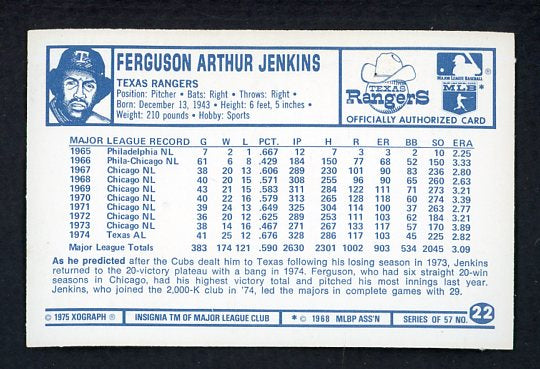 FERGUSON ARTHUR JENKINS
TEXAS RANGERS
Position: Pitcher • Bats: Right • Throws: Right •
Born: December 13, 1943 • Height: 6 feet, 5 inches •
Weight: 210 pounds • Hobby: Sports
T
TEXAS
RangerS
MAJOR LEAGUE BASEBALL ®
MLB *
OFFICIALLY AUTHORIZED CARD
MAJOR LEAGUE RECORD G W L PCT. IP H R ER BB SO ERA
1965 Philadelphia NL 7 2 1 .667 12 7 3 3 2 10 2.25
1966 Phila-Chicago NL 61 6 8 .429 184 150 77 68 52 150 3.33
1967 Chicago NL 38 20 13 .606 289 230 101 90 83 236 2.80
1968 Chicago NL 40 20 15 .571 308 255 96 90 65 260 2.63
1969 Chicago NL 43 21 15 .583 311 284 122 111 71 273 3.21
1970 Chicago NL 40 22 16 .579 313 265 128 118 60 274 3.39
1971 Chicago NL 39 24 13 .649 325 304 114 100 37 263 2.77
1972 Chicago NL 36 20 12 .625 289 253 111 103 62 184 3.21
1973 Chicago NL 38 14 16 .467 271 267 133 117 57 170 3.89
1974 Texas AL 41 25 12 .676 328 286 117 103 45 225 2.82
Major League Totals 383 174 121 .590 2630 2301 1002 903 534 2045 3.09
As he predicted after the Cubs dealt him to Texas following his losing season in 1973, Jenkins
returned to the 20-victory plateau with a bang in 1974. Ferguson, who had six straight 20-win
seasons in Chicago, had his highest victory total and pitched his most innings last year.
Jenkins, who joined the 2,000-K club in '74, led the majors in complete games with 29.
© 1975 XOGRAPH ® INSIGNIA TM OF MAJOR LEAGUE CLUB * © 1968 MLBP ASS'N SERIES OF 57 NO. 22